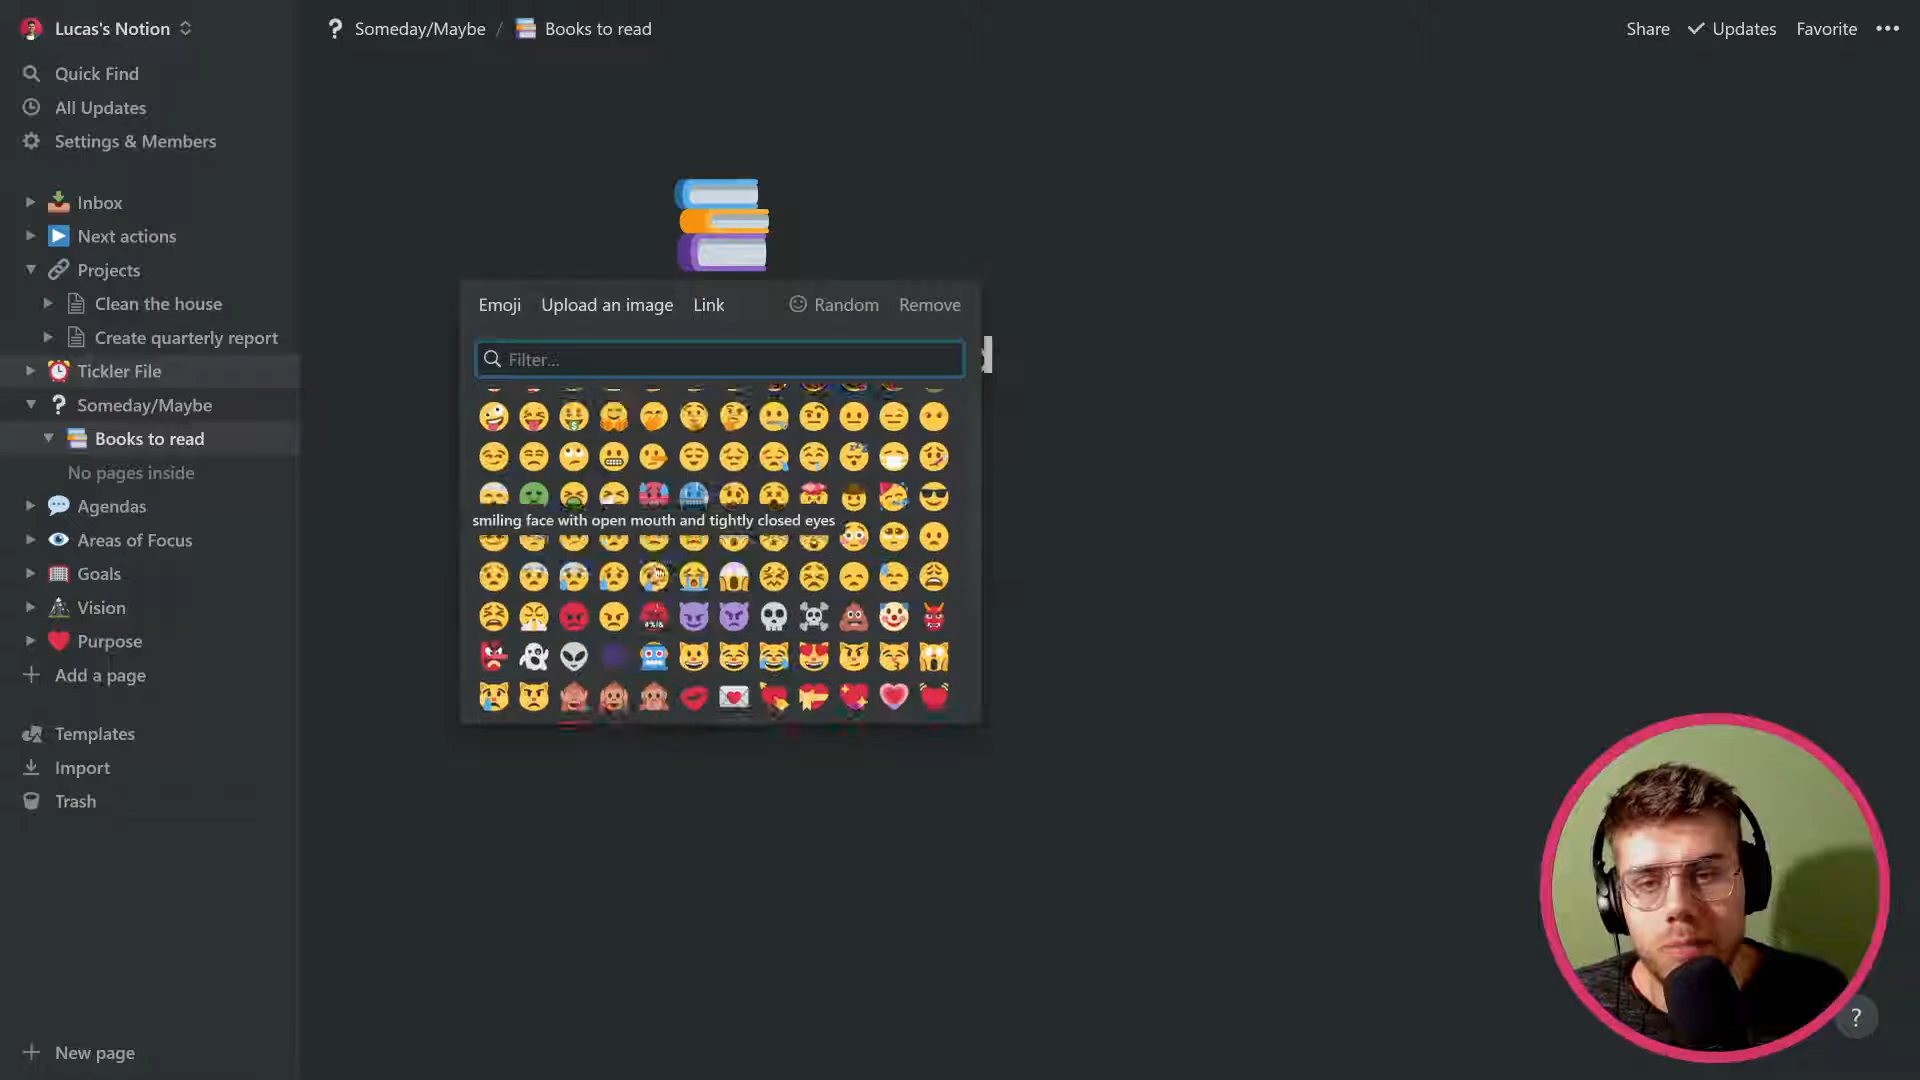 Lucas's Notion
Someday/Maybe / Books to read
Share
Updates
Favorite
Quick Find
All Updates
Settings & Members
Inbox
Next actions
Projects
Clean the house
Create quarterly report
Tickler File
Someday/Maybe
Books to read
No pages inside
Agendas
Areas of Focus
Goals
Vision
Purpose
Add a page
Templates
Import
Trash
New page
Emoji
Upload an image
Link
Random
Remove
Filter...
smiling face with open mouth and tightly closed eyes
?